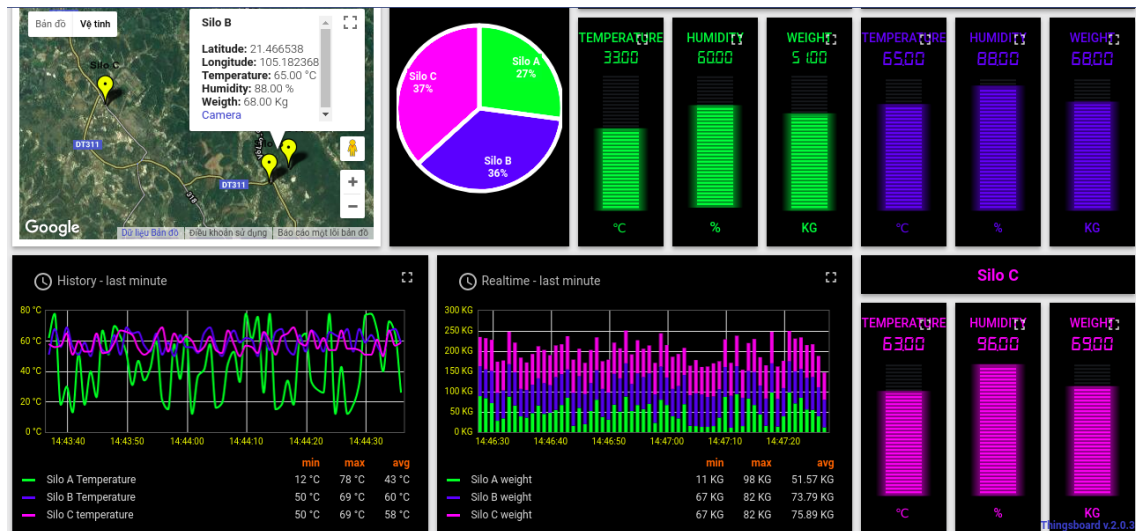 Bản đồ
Vệ tinh
Silo B
Latitude: 21.466538
Longitude: 105.182368
Temperature: 65.00 °C
Humidity: 88.00 %
Weigth: 68.00 Kg
Camera
Silo C
DT311
DT311
318
Google
Dữ liệu Bản đồ
Điều khoản sử dụng
Báo cáo một lỗi bản đồ
Silo A
27%
Silo B
36%
Silo C
37%
TEMPERATURE
33.00
°C
HUMIDITY
60.00
%
WEIGHT
51.00
KG
TEMPERATURE
65.00
°C
HUMIDITY
88.00
%
WEIGHT
68.00
KG
History - last minute
80 °C
60 °C
40 °C
20 °C
0 °C
14:43:40 14:43:50 14:44:00 14:44:10 14:44:20 14:44:30
min max avg
Silo A Temperature 12 °C 78 °C 43 °C
Silo B Temperature 50 °C 69 °C 60 °C
Silo C temperature 50 °C 69 °C 58 °C
Realtime - last minute
300 KG
250 KG
200 KG
150 KG
100 KG
50 KG
0 KG
14:46:30 14:46:40 14:46:50 14:47:00 14:47:10 14:47:20
min max avg
Silo A weight 11 KG 98 KG 51.57 KG
Silo B weight 67 KG 82 KG 73.79 KG
Silo C weight 67 KG 82 KG 75.89 KG
Silo C
TEMPERATURE
63.00
°C
HUMIDITY
96.00
%
WEIGHT
69.00
KG
Thingsboard v.2.0.3